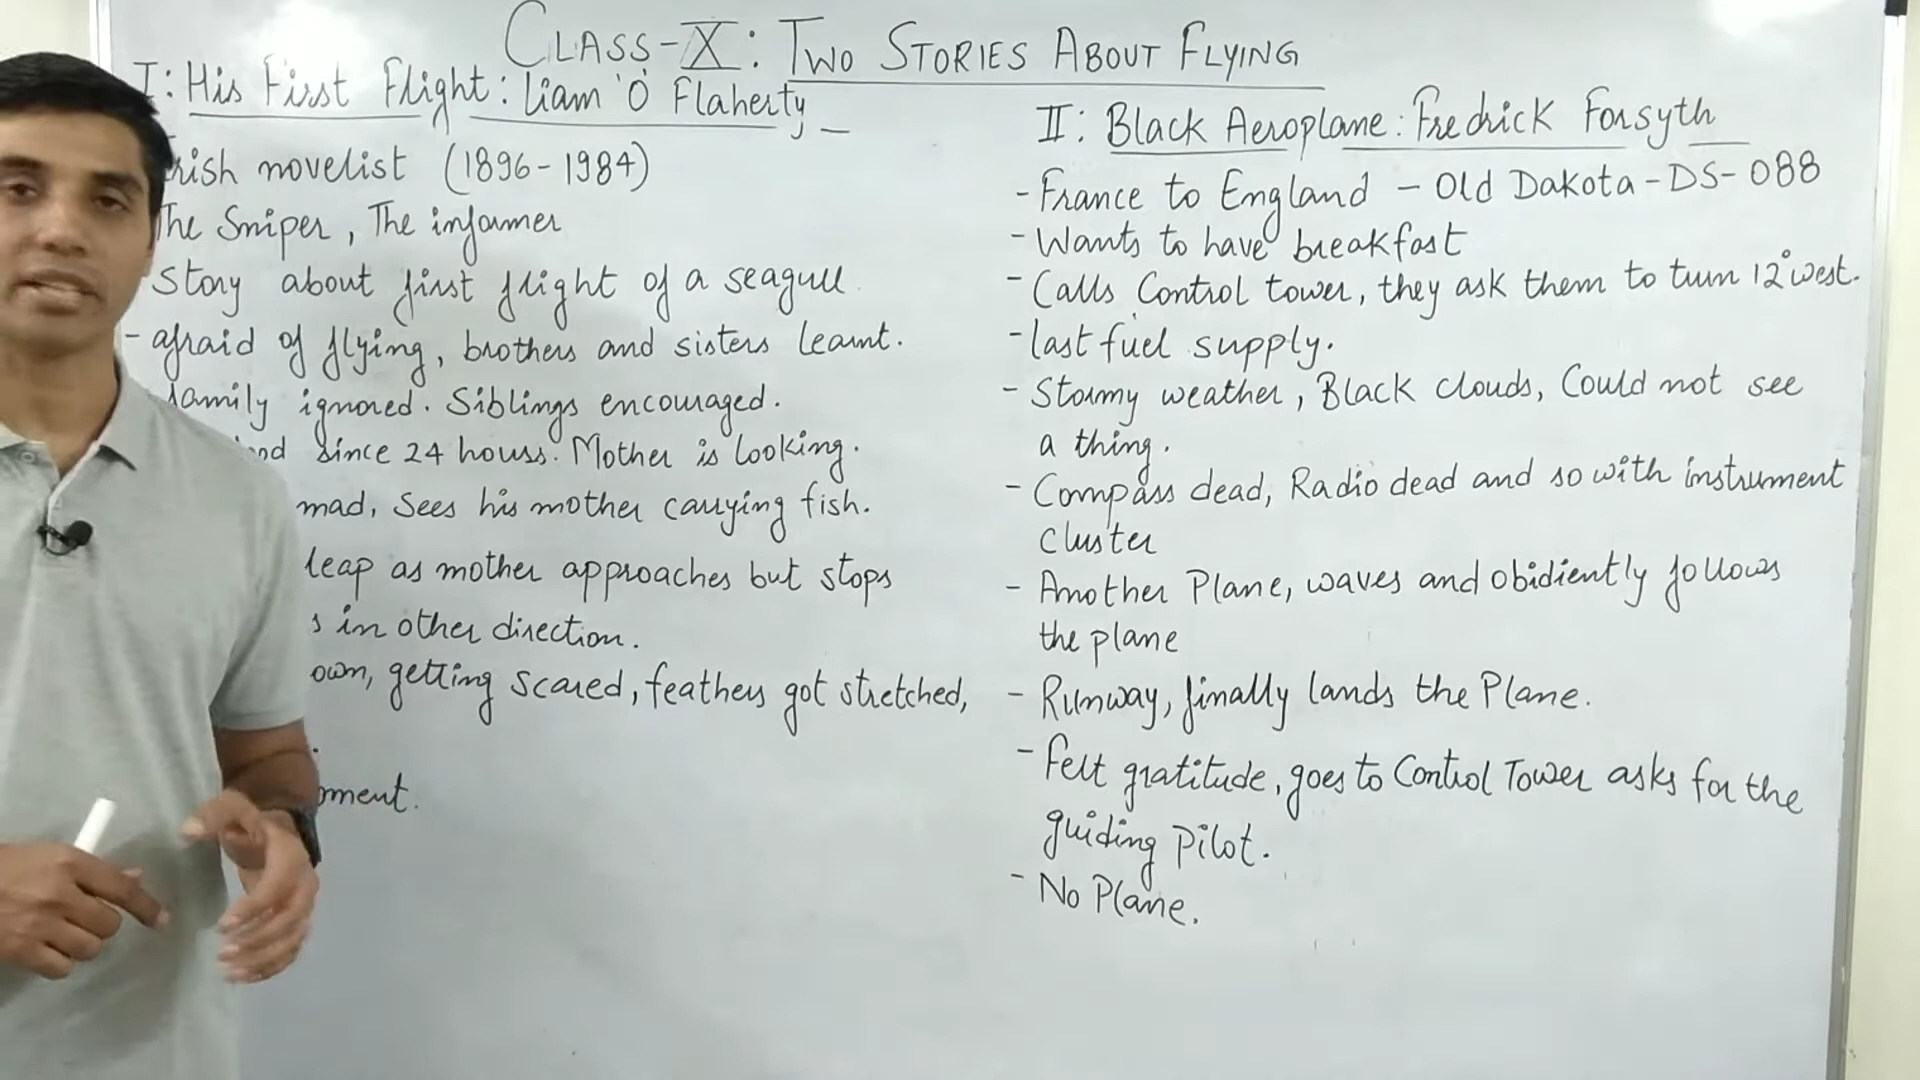 CLASS-X: TWO STORIES ABOUT FLYING
I: His First Flight: Liam 'O' Flaherty
novelist (1896-1984)
The Sniper, The informer
Story about first flight of a seagull.
- afraid of flying, brothers and sisters learnt.
family ignored. Siblings encouraged.
since 24 hours. Mother is looking.
mad, Sees his mother carrying fish.
leap as mother approaches but stops
in other direction.
getting scared, feathers got stretched,
II: Black Aeroplane: Fredrick Forsyth
- France to England - Old Dakota - DS-088
- Wants to have breakfast
- Calls Control tower, they ask them to turn 12° west.
- last fuel supply.
- Stormy weather, Black clouds, Could not see
a thing.
- Compass dead, Radio dead and so with instrument
cluster
- Another Plane, waves and obidiently follows
the plane
- Runway, finally lands the Plane.
- Felt gratitude, goes to Control Tower asks for the
guiding Pilot.
- No Plane.